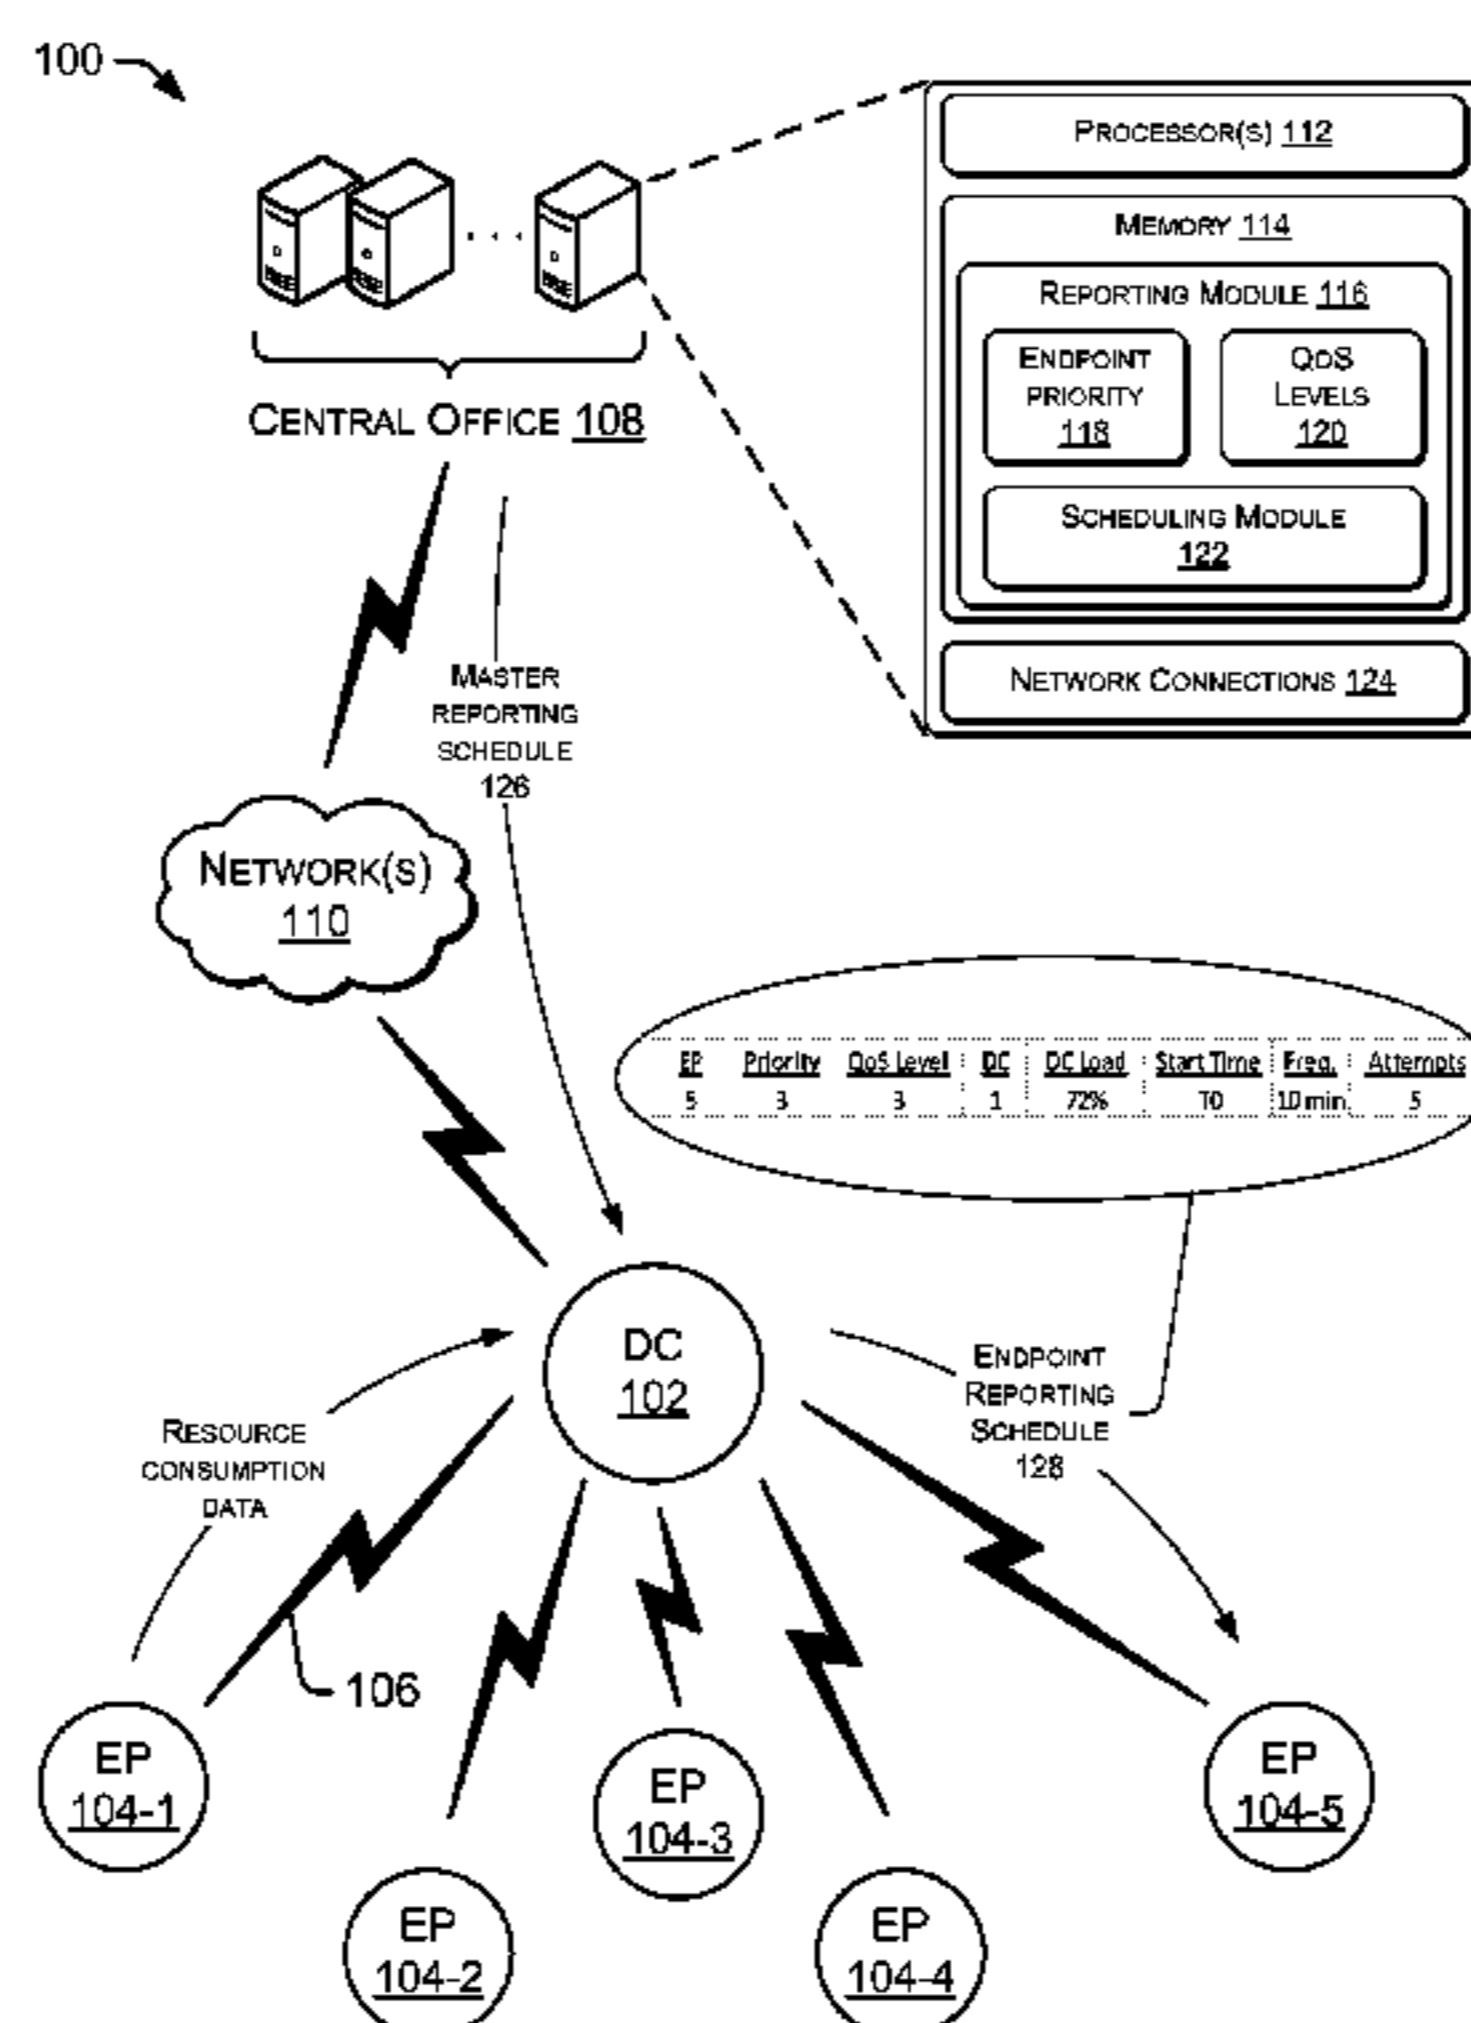 100
PROCESSOR(S) 112
MEMORY 114
REPORTING MODULE 116
ENDPOINT
PRIORITY
118
QOS
LEVELS
120
SCHEDULING MODULE
122
NETWORK CONNECTIONS 124
CENTRAL OFFICE 108
MASTER
REPORTING
SCHEDULE
126
NETWORK(S)
110
EP Priority QoS Level DC DC Load Start Time Freq. Attempts
5 3 3 1 72% T0 10 min 5
DC
102
ENDPOINT
REPORTING
SCHEDULE
128
RESOURCE
CONSUMPTION
DATA
106
EP
104-1
EP
104-2
EP
104-3
EP
104-4
EP
104-5